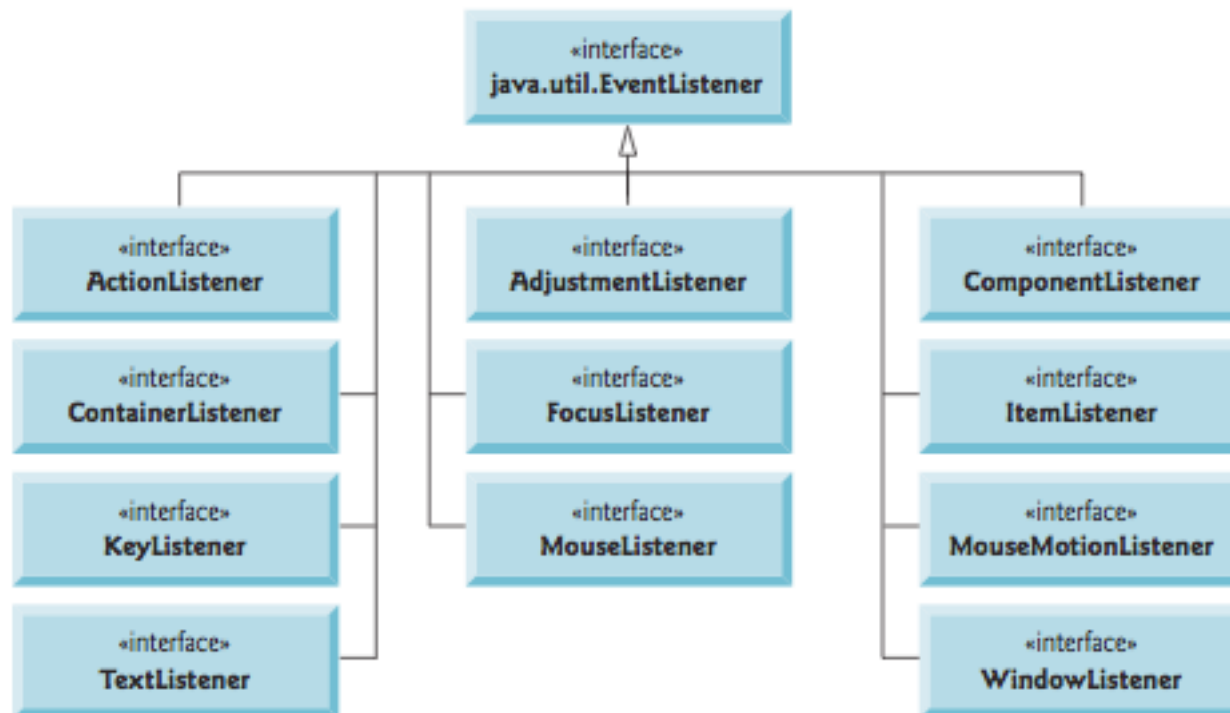 «interface»
java.util.EventListener
«interface»
ActionListener
«interface»
AdjustmentListener
«interface»
ComponentListener
«interface»
ContainerListener
«interface»
FocusListener
«interface»
ItemListener
«interface»
KeyListener
«interface»
MouseListener
«interface»
MouseMotionListener
«interface»
TextListener
«interface»
WindowListener